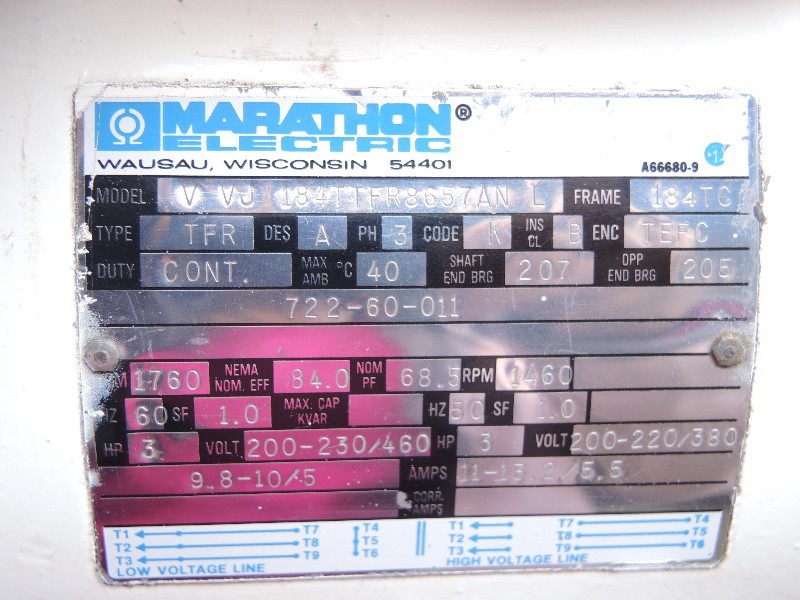 MARATHON®
ELECTRIC
WAUSAU, WISCONSIN 54401 A66680-9
MODEL V VJ 184TTFR8657AN L FRAME 184TC
TYPE TFR DES A PH 3 CODE K INS CL B ENC TEFC
DUTY CONT. MAX AMB °C 40 SHAFT END BRG 207 OPP END BRG 205
722-60-011
1760 NEMA NOM. EFF 84.0 NOM PF 68.5 RPM 1460
HZ 60 SF 1.0 MAX. CAP KVAR HZ 50 SF 1.0
HP 3 VOLT 200-230/460 HP 3 VOLT 200-220/380
9.8-10/5 AMPS 11-13.2/5.5
CORR. AMPS
T1 T7 T4 T1 T7 T4
T2 T8 T5 T2 T8 T5
T3 T9 T6 T3 T9 T6
LOW VOLTAGE LINE HIGH VOLTAGE LINE